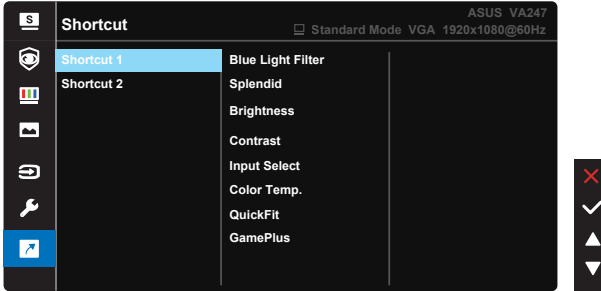 S
Shortcut
ASUS VA247
Standard Mode VGA 1920x1080@60Hz
Shortcut 1
Shortcut 2
Blue Light Filter
Splendid
Brightness
Contrast
Input Select
Color Temp.
QuickFit
GamePlus